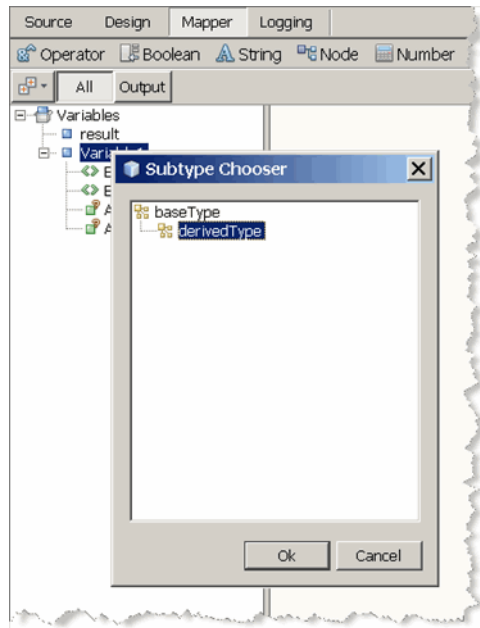 Source Design Mapper Logging
Operator Boolean String Node Number
All Output
Variables
result
Subtype Chooser
E
baseType
E
derivedType
A
A
Ok Cancel